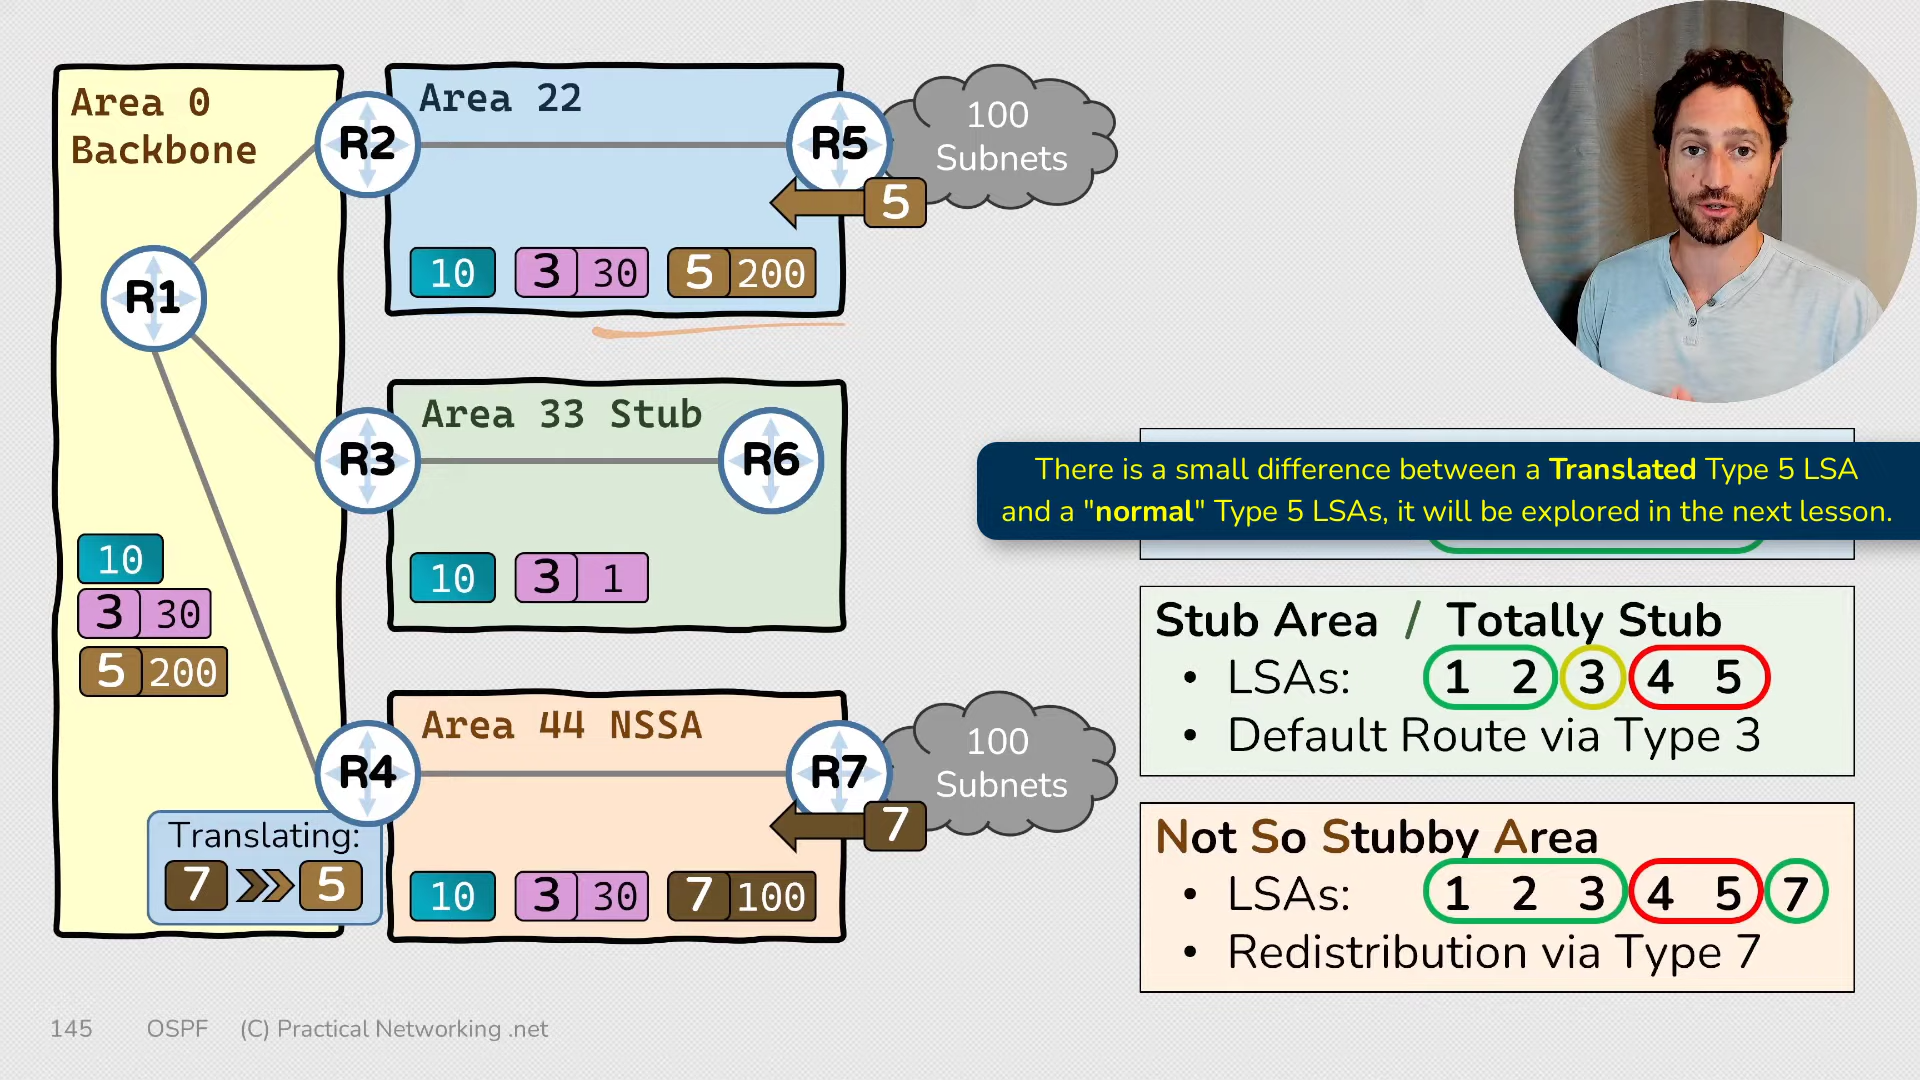 Area 0
Backbone
R1
10
3 30
5 200
Translating:
7 5
R2
Area 22
R5
100
Subnets
5
10 3 30 5 200
R3
Area 33 Stub
R6
10 3 1
R4
Area 44 NSSA
R7
100
Subnets
7
10 3 30 7 100
There is a small difference between a Translated Type 5 LSA
and a "normal" Type 5 LSAs, it will be explored in the next lesson.
Stub Area / Totally Stub
• LSAs: 1 2 3 4 5
• Default Route via Type 3
Not So Stubby Area
• LSAs: 1 2 3 4 5 7
• Redistribution via Type 7
145 OSPF (C) Practical Networking .net